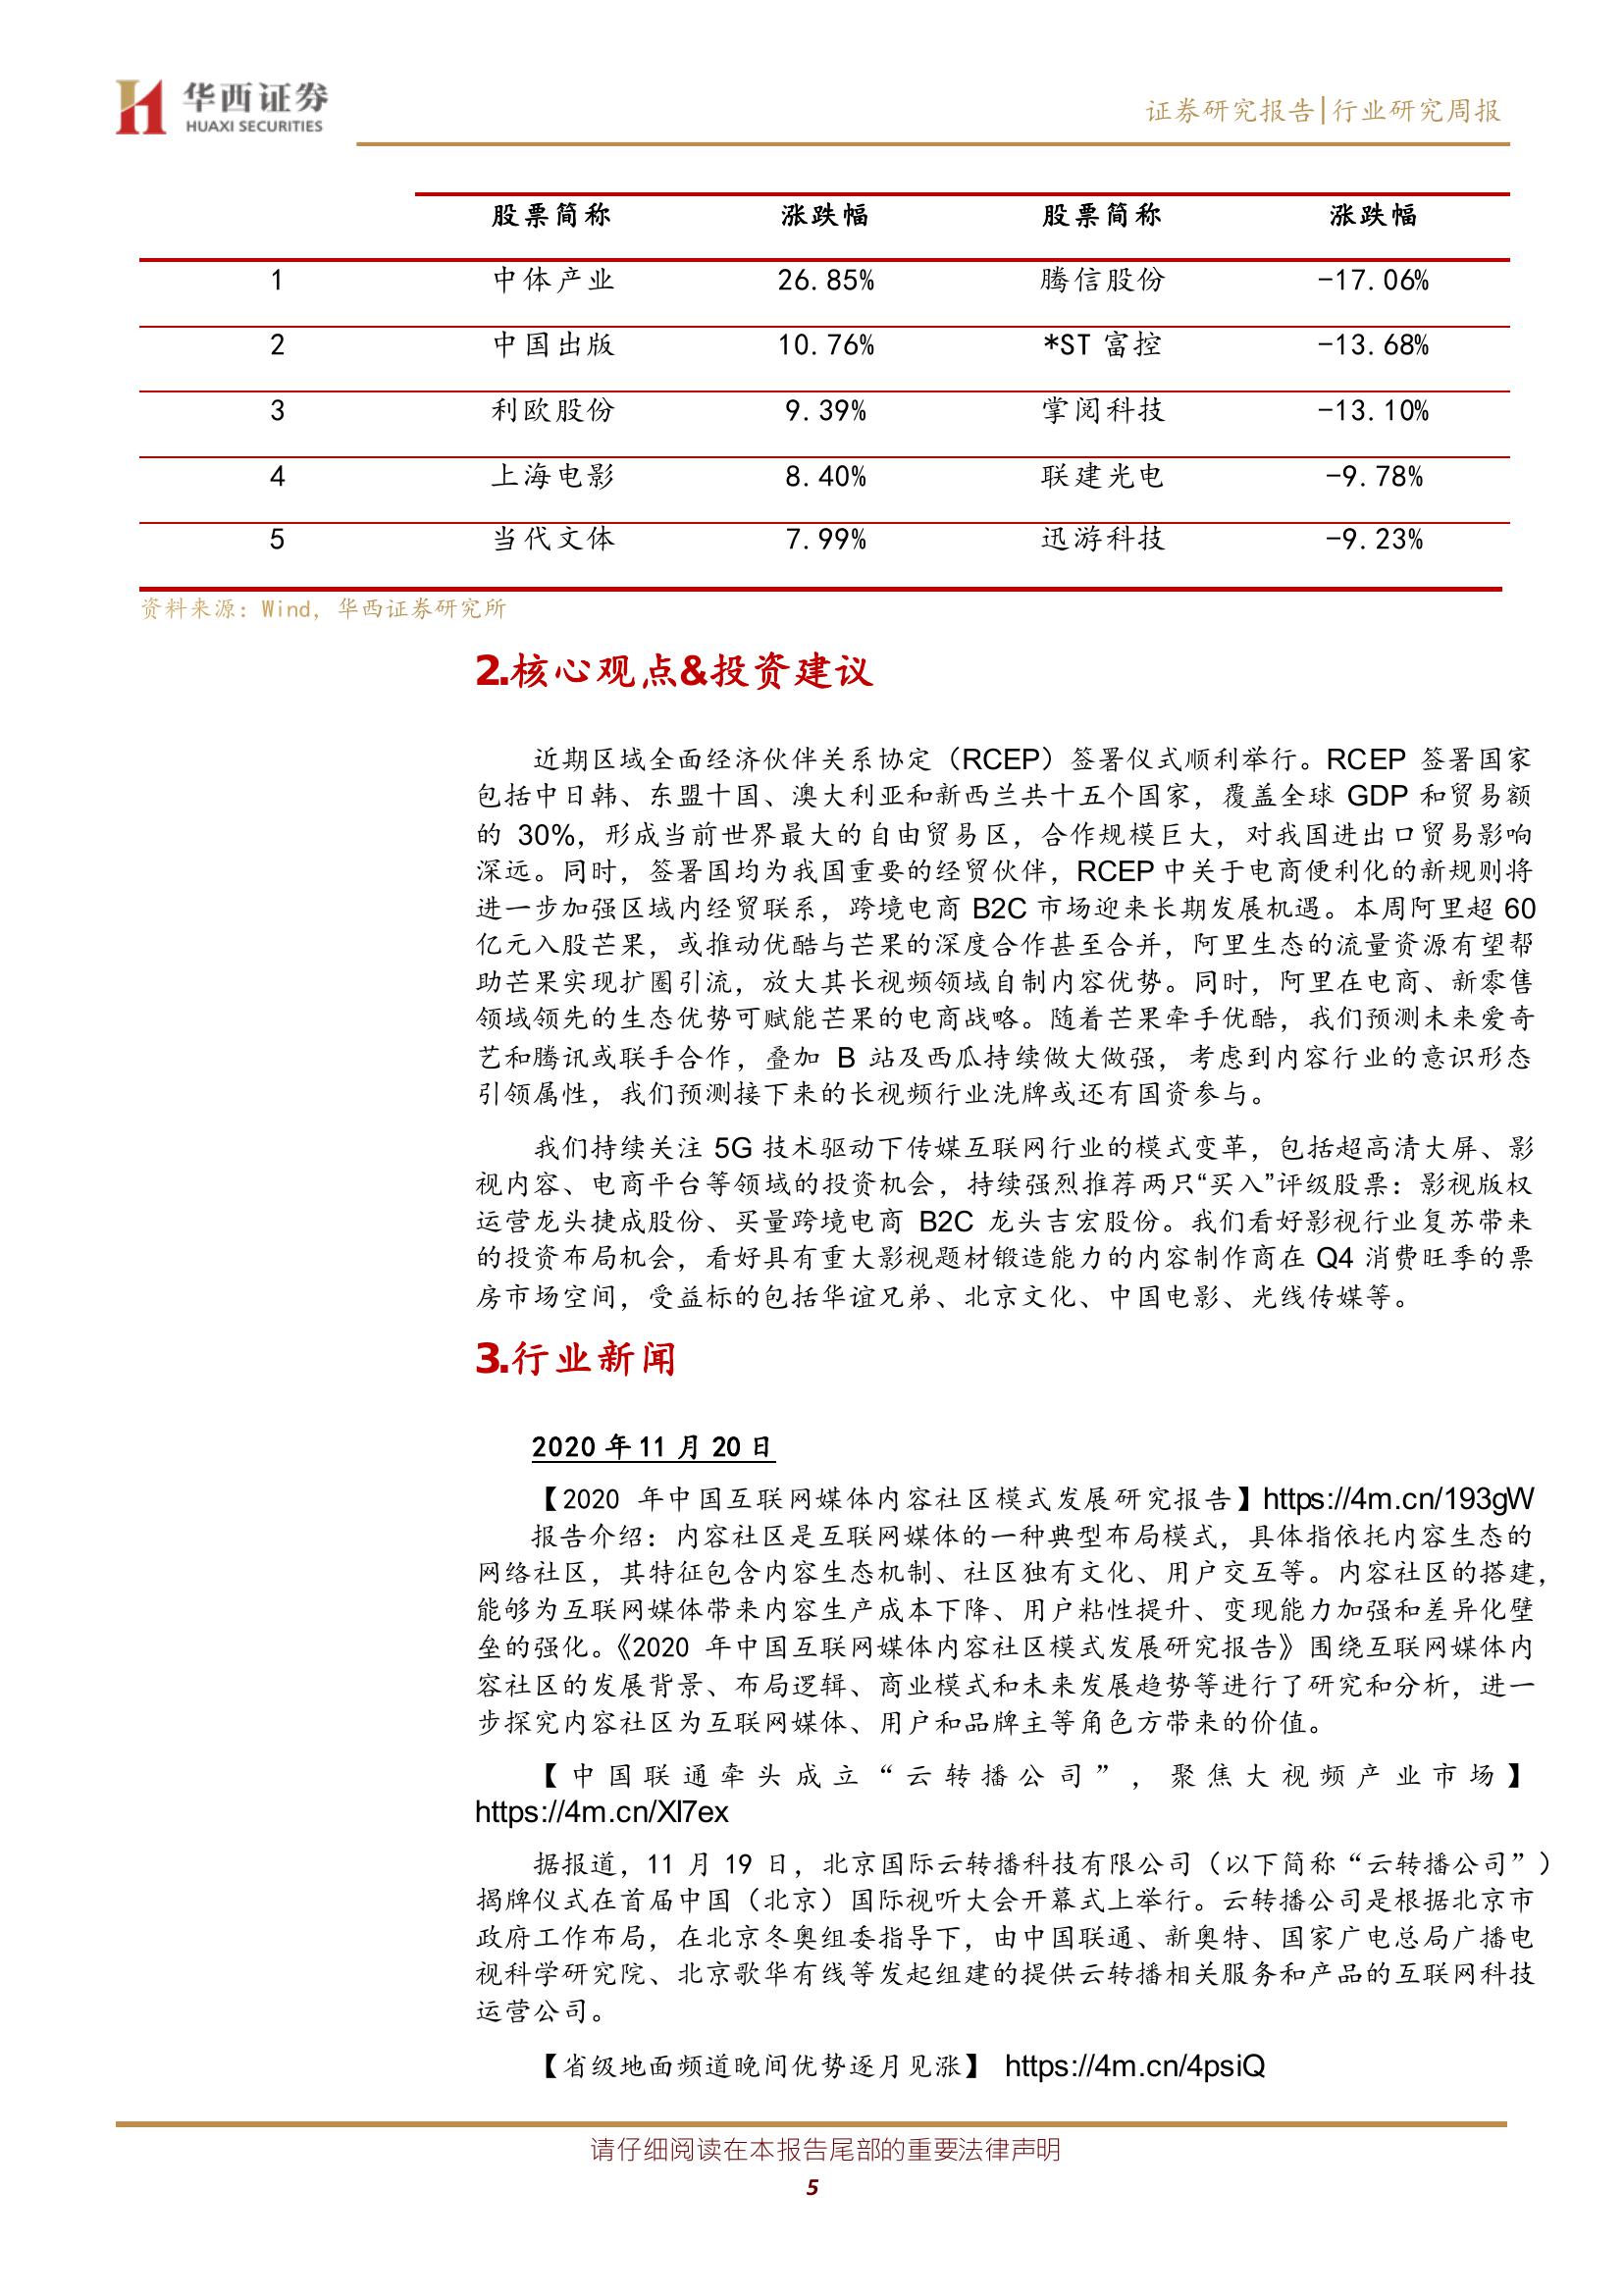 华西证券
HUAXI SECURITIES
证券研究报告|行业研究周报
股票简称 涨跌幅 股票简称 涨跌幅
1 中体产业 26.85% 腾信股份 -17.06%
2 中国出版 10.76% *ST 富控 -13.68%
3 利欧股份 9.39% 掌阅科技 -13.10%
4 上海电影 8.40% 联建光电 -9.78%
5 当代文体 7.99% 迅游科技 -9.23%
资料来源：Wind，华西证券研究所
2.核心观点&投资建议
近期区域全面经济伙伴关系协定（RCEP）签署仪式顺利举行。RCEP 签署国家
包括中日韩、东盟十国、澳大利亚和新西兰共十五个国家，覆盖全球 GDP 和贸易额
的 30%，形成当前世界最大的自由贸易区，合作规模巨大，对我国进出口贸易影响
深远。同时，签署国均为我国重要的经贸伙伴，RCEP 中关于电商便利化的新规则将
进一步加强区域内经贸联系，跨境电商 B2C 市场迎来长期发展机遇。本周阿里超 60
亿元入股芒果，或推动优酷与芒果的深度合作甚至合并，阿里生态的流量资源有望帮
助芒果实现扩圈引流，放大其长视频领域自制内容优势。同时，阿里在电商、新零售
领域领先的生态优势可赋能芒果的电商战略。随着芒果牵手优酷，我们预测未来爱奇
艺和腾讯或联手合作，叠加 B 站及西瓜持续做大做强，考虑到内容行业的意识形态
引领属性，我们预测接下来的长视频行业洗牌或还有国资参与。
我们持续关注 5G 技术驱动下传媒互联网行业的模式变革，包括超高清大屏、影
视内容、电商平台等领域的投资机会，持续强烈推荐两只“买入”评级股票：影视版权
运营龙头捷成股份、买量跨境电商 B2C 龙头吉宏股份。我们看好影视行业复苏带来
的投资布局机会，看好具有重大影视题材锻造能力的内容制作商在 Q4 消费旺季的票
房市场空间，受益标的包括华谊兄弟、北京文化、中国电影、光线传媒等。
3.行业新闻
2020 年 11 月 20 日
【2020 年中国互联网媒体内容社区模式发展研究报告】https://4m.cn/193gW
报告介绍：内容社区是互联网媒体的一种典型布局模式，具体指依托内容生态的
网络社区，其特征包含内容生态机制、社区独有文化、用户交互等。内容社区的搭建，
能够为互联网媒体带来内容生产成本下降、用户粘性提升、变现能力加强和差异化壁
垒的强化。《2020 年中国互联网媒体内容社区模式发展研究报告》围绕互联网媒体内
容社区的发展背景、布局逻辑、商业模式和未来发展趋势等进行了研究和分析，进一
步探究内容社区为互联网媒体、用户和品牌主等角色方带来的价值。
【中国联通牵头成立“云转播公司”，聚焦大视频产业市场】
https://4m.cn/Xl7ex
据报道，11 月 19 日，北京国际云转播科技有限公司（以下简称“云转播公司”）
揭牌仪式在首届中国（北京）国际视听大会开幕式上举行。云转播公司是根据北京市
政府工作布局，在北京冬奥组委指导下，由中国联通、新奥特、国家广电总局广播电
视科学研究院、北京歌华有线等发起组建的提供云转播相关服务和产品的互联网科技
运营公司。
【省级地面频道晚间优势逐月见涨】 https://4m.cn/4psiQ
请仔细阅读在本报告尾部的重要法律声明
5